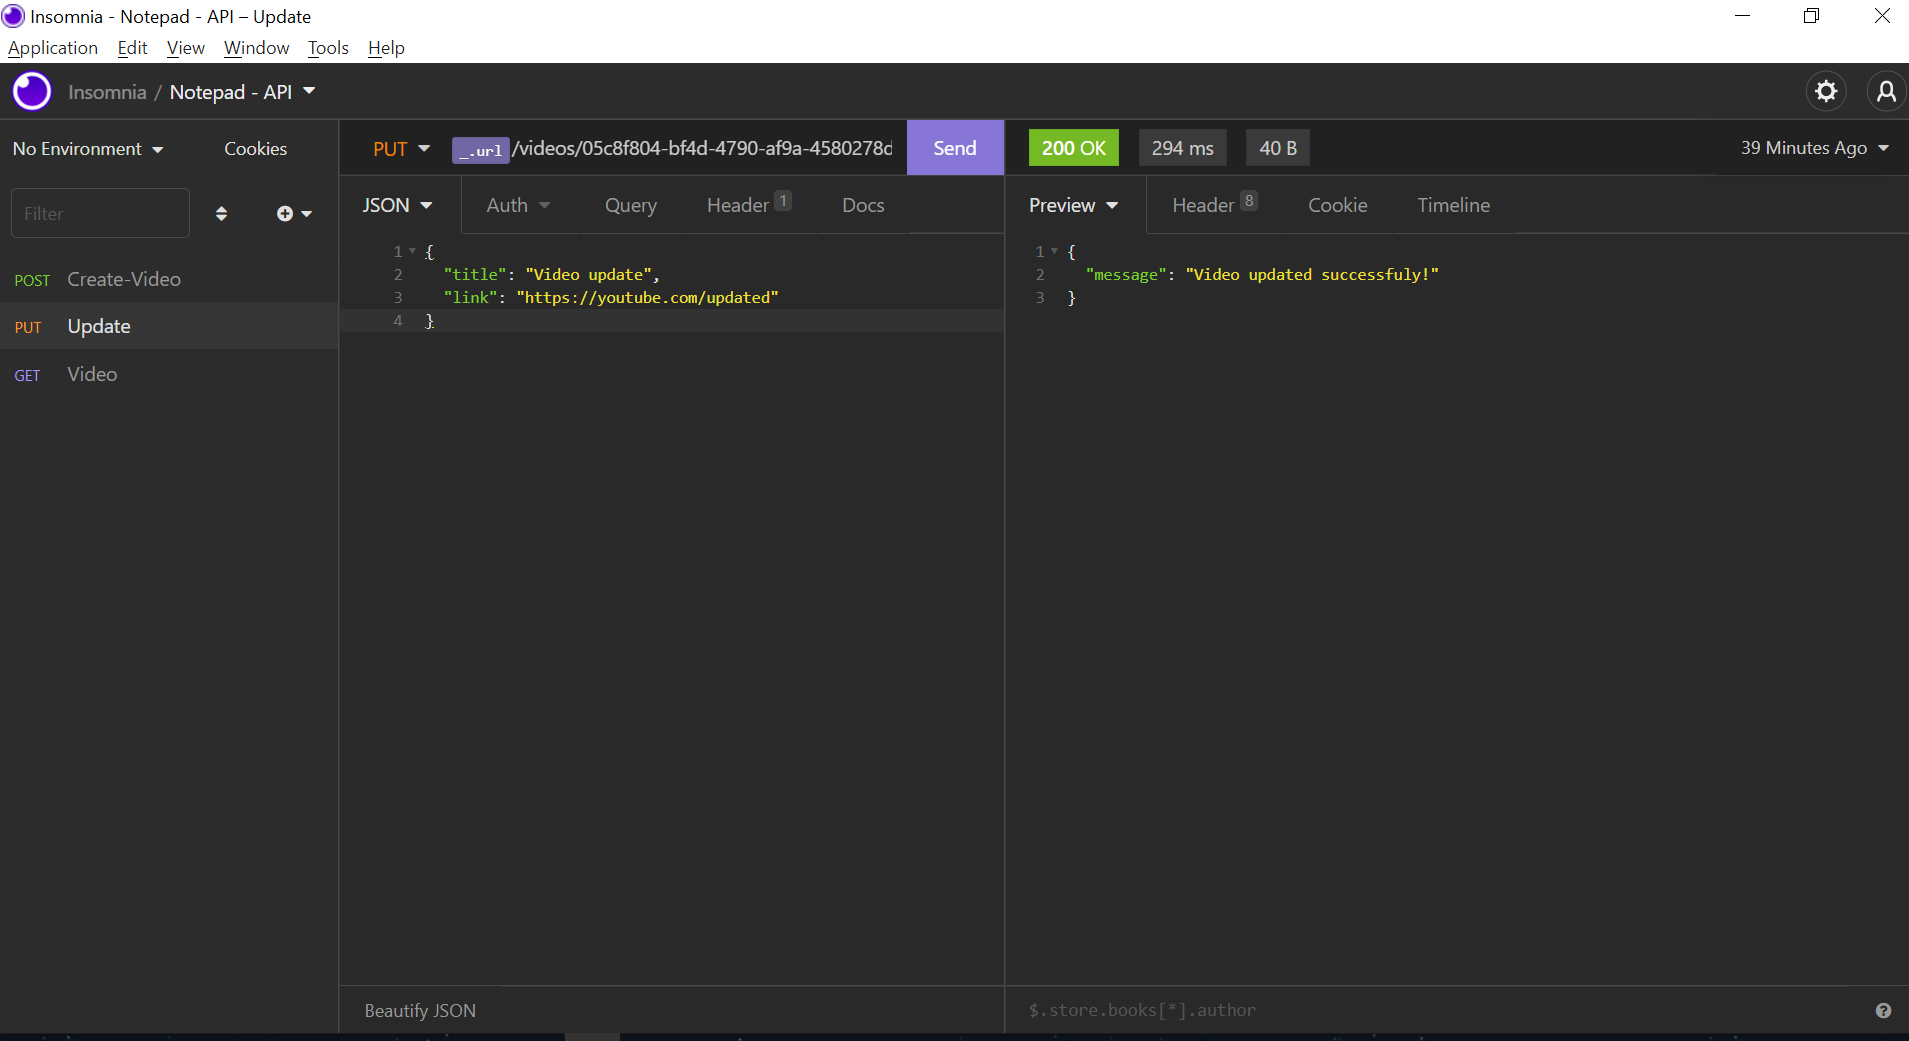 Insomnia - Notepad - API – Update
Application Edit View Window Tools Help
Insomnia / Notepad - API
No Environment Cookies
PUT _.url /videos/05c8f804-bf4d-4790-af9a-4580278d Send
200 OK 294 ms 40 B 39 Minutes Ago
Filter
JSON Auth Query Header 1 Docs
Preview Header 8 Cookie Timeline
POST Create-Video
PUT Update
GET Video
1 {
2 "title": "Video update",
3 "link": "https://youtube.com/updated"
4 }
1 {
2 "message": "Video updated successfuly!"
3 }
Beautify JSON
$.store.books[*].author